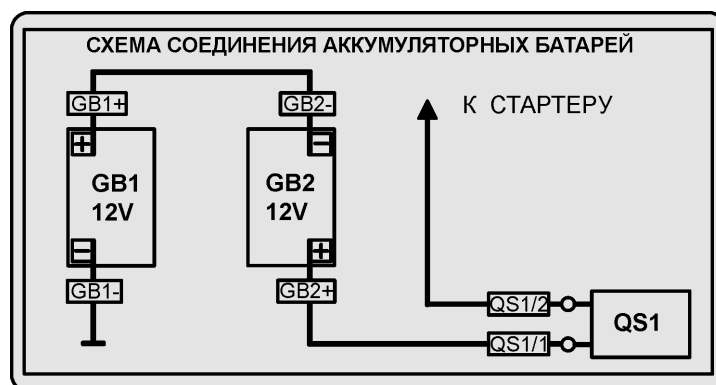 СХЕМА СОЕДИНЕНИЯ АККУМУЛЯТОРНЫХ БАТАРЕЙ
GB1+
GB2-
К СТАРТЕРУ
+
−
GB1
12V
GB2
12V
−
+
GB1-
GB2+
QS1/2
QS1/1
QS1